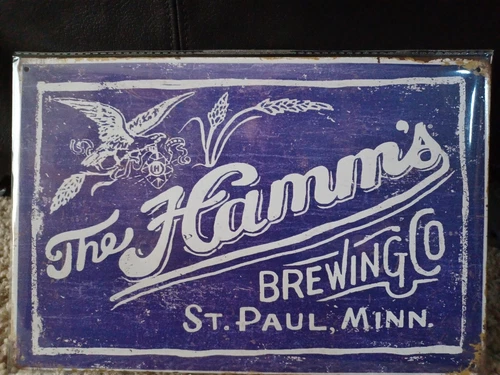 The Hamm's
BREWING CO
ST. PAUL, MINN.